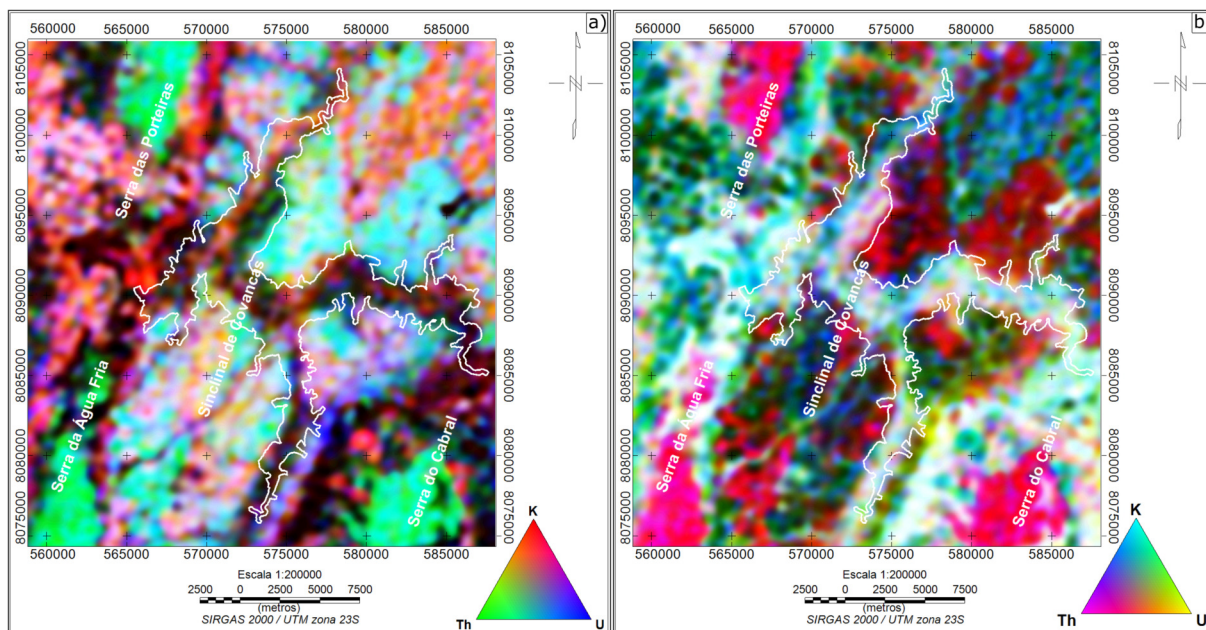 a)
560000 565000 570000 575000 580000 585000
8105000
8100000
8095000
8090000
8085000
8080000
8075000
8105000
8100000
8095000
8090000
8085000
8080000
8075000
N
Serra das Porteiras
Sinclinal de Covancas
Serra da Água Fria
Serra do Cabral
560000 565000 570000 575000 580000 585000
Escala 1:200000
2500 0 2500 5000 7500
(metros)
SIRGAS 2000 / UTM zona 23S
K
Th U
b)
560000 565000 570000 575000 580000 585000
8105000
8100000
8095000
8090000
8085000
8080000
8075000
8105000
8100000
8095000
8090000
8085000
8080000
8075000
N
Serra das Porteiras
Sinclinal de Covancas
Serra da Água Fria
Serra do Cabral
560000 565000 570000 575000 580000 585000
Escala 1:200000
2500 0 2500 5000 7500
(metros)
SIRGAS 2000 / UTM zona 23S
K
Th U